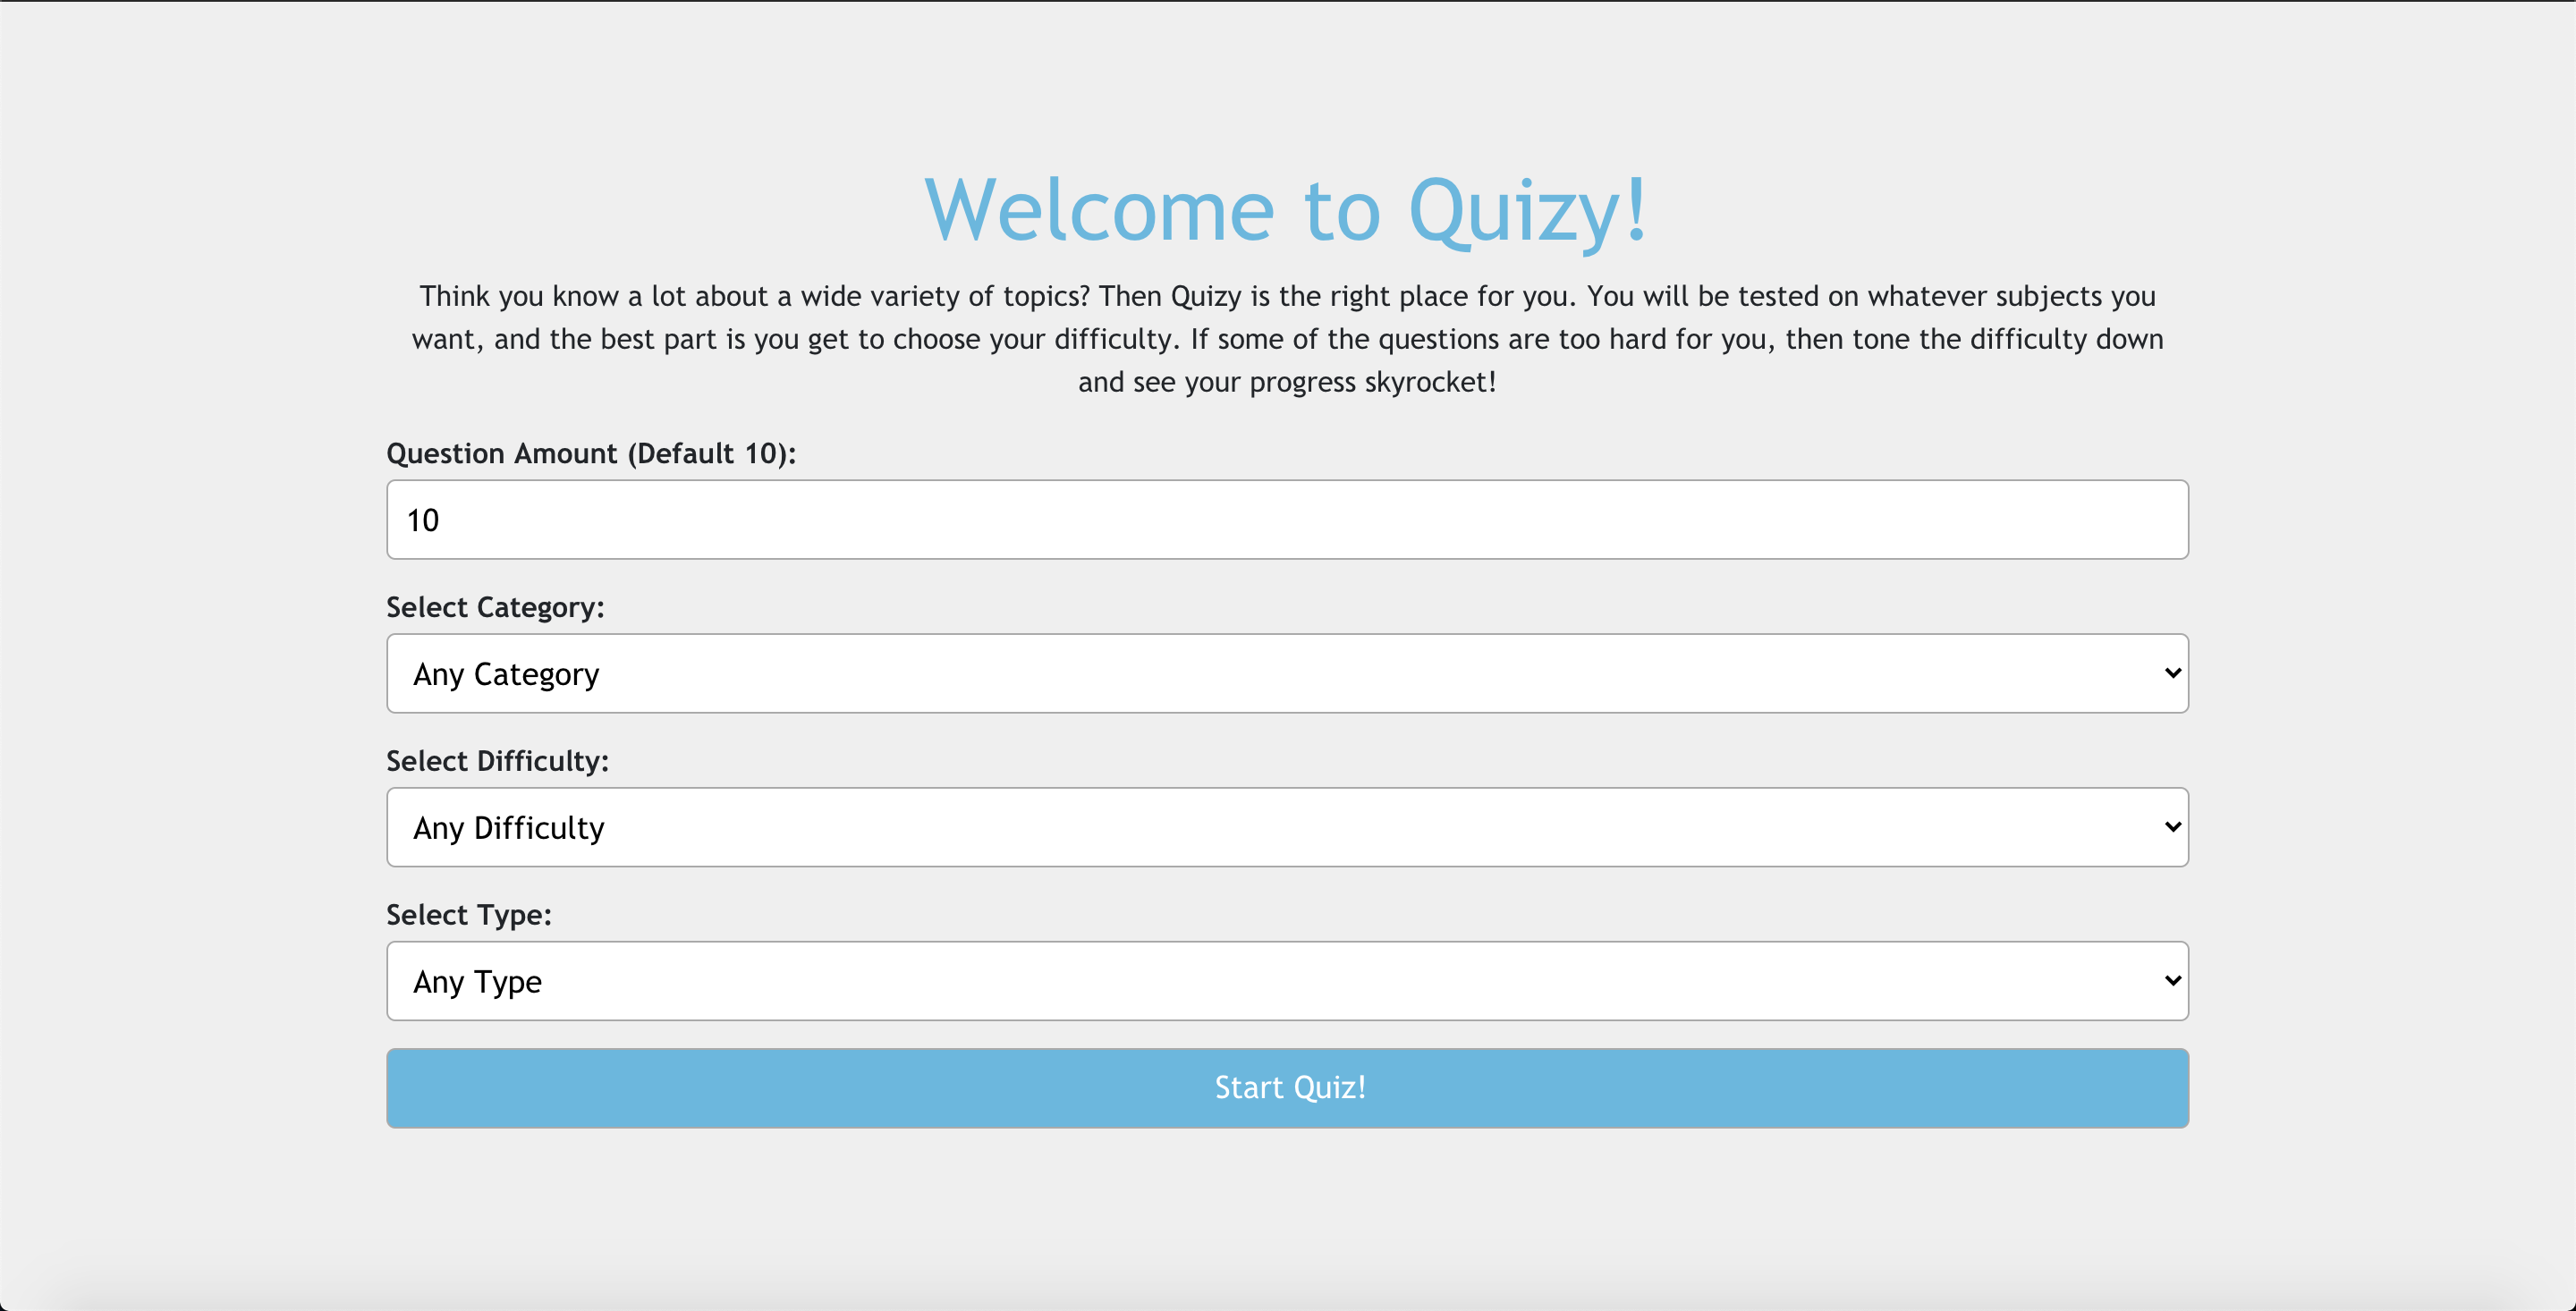 Welcome to Quizy!
Think you know a lot about a wide variety of topics? Then Quizy is the right place for you. You will be tested on whatever subjects you
want, and the best part is you get to choose your difficulty. If some of the questions are too hard for you, then tone the difficulty down
and see your progress skyrocket!
Question Amount (Default 10):
10
Select Category:
Any Category
Select Difficulty:
Any Difficulty
Select Type:
Any Type
Start Quiz!